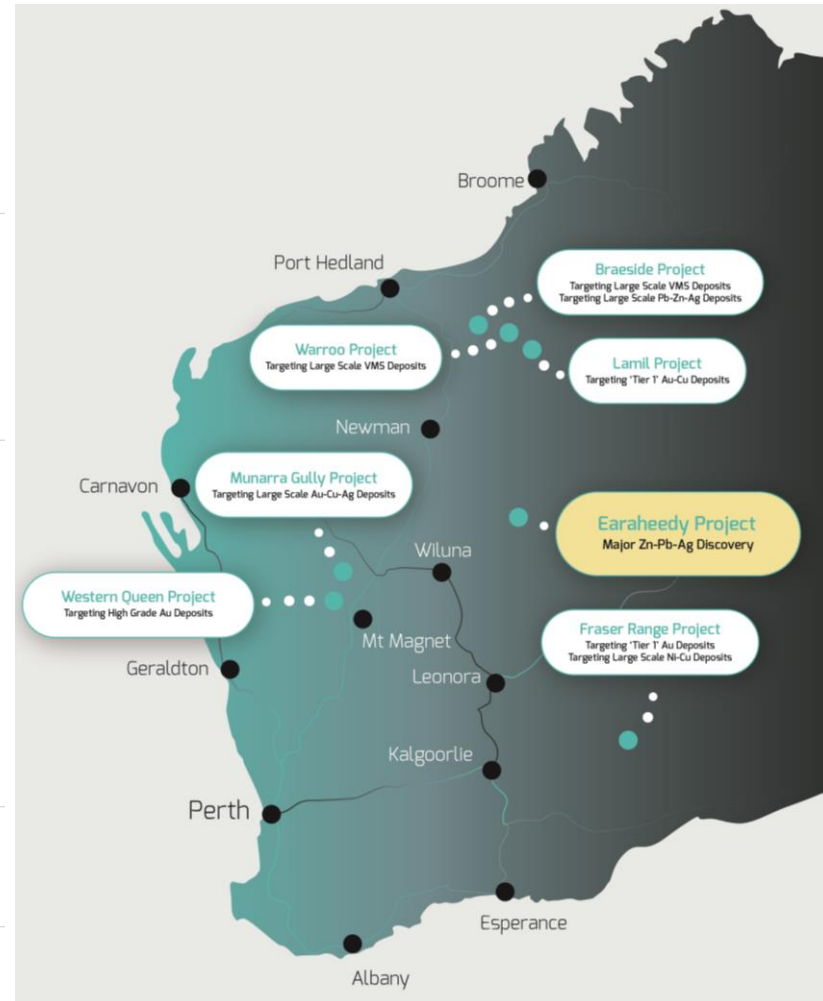 Broome
Port Hedland
Braeside Project
Targeting Large Scale VMS Deposits
Targeting Large Scale Pb-Zn-Ag Deposits
Warroo Project
Targeting Large Scale VMS Deposits
Lamil Project
Targeting 'Tier 1' Au-Cu Deposits
Newman
Munarra Gully Project
Targeting Large Scale Au-Cu-Ag Deposits
Carnavon
Earaheedy Project
Major Zn-Pb-Ag Discovery
Wiluna
Western Queen Project
Targeting High Grade Au Deposits
Mt Magnet
Fraser Range Project
Targeting 'Tier 1' Au Deposits
Targeting Large Scale Ni-Cu Deposits
Geraldton
Leonora
Kalgoorlie
Perth
Esperance
Albany